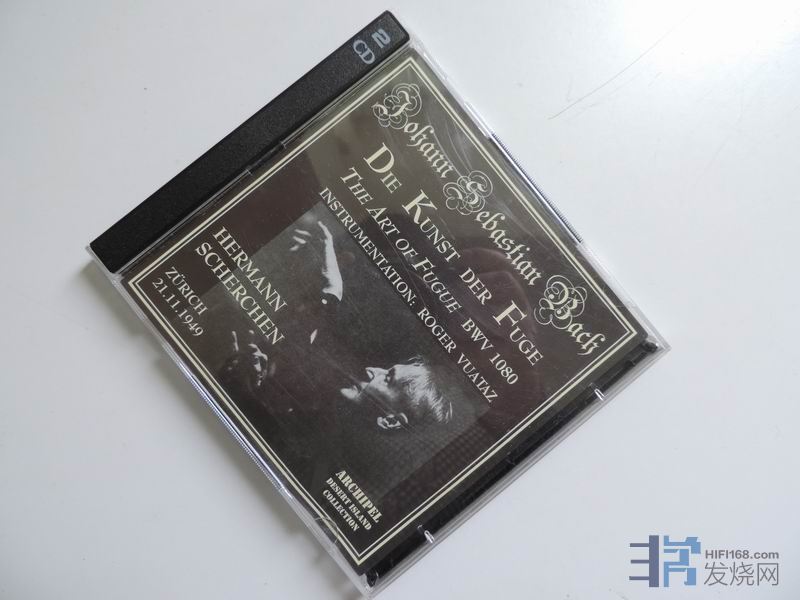 2
CD
Johann Sebastian Bach
DIE KUNST DER FUGE
THE ART OF FUGUE BWV 1080
INSTRUMENTATION: ROGER VUATAZ
HERMANN
SCHERCHEN
ZÜRICH
21.11.1949
ARCHIPEL
DESERT ISLAND
COLLECTION
HIFI168.com
发烧网